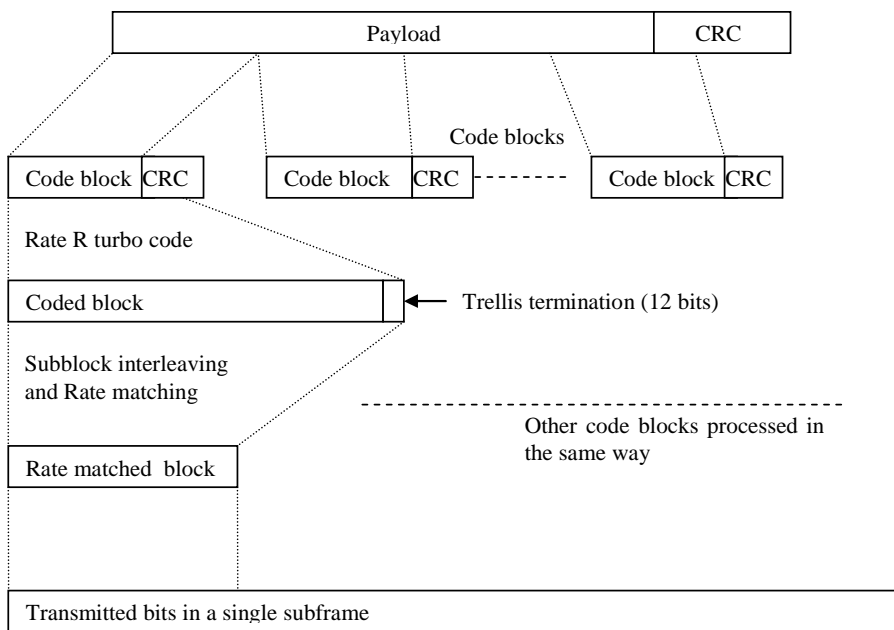 Payload CRC
Code blocks
Code block CRC Code block CRC Code block CRC
Rate R turbo code
Coded block Trellis termination (12 bits)
Subblock interleaving
and Rate matching
Other code blocks processed in
the same way
Rate matched block
Transmitted bits in a single subframe